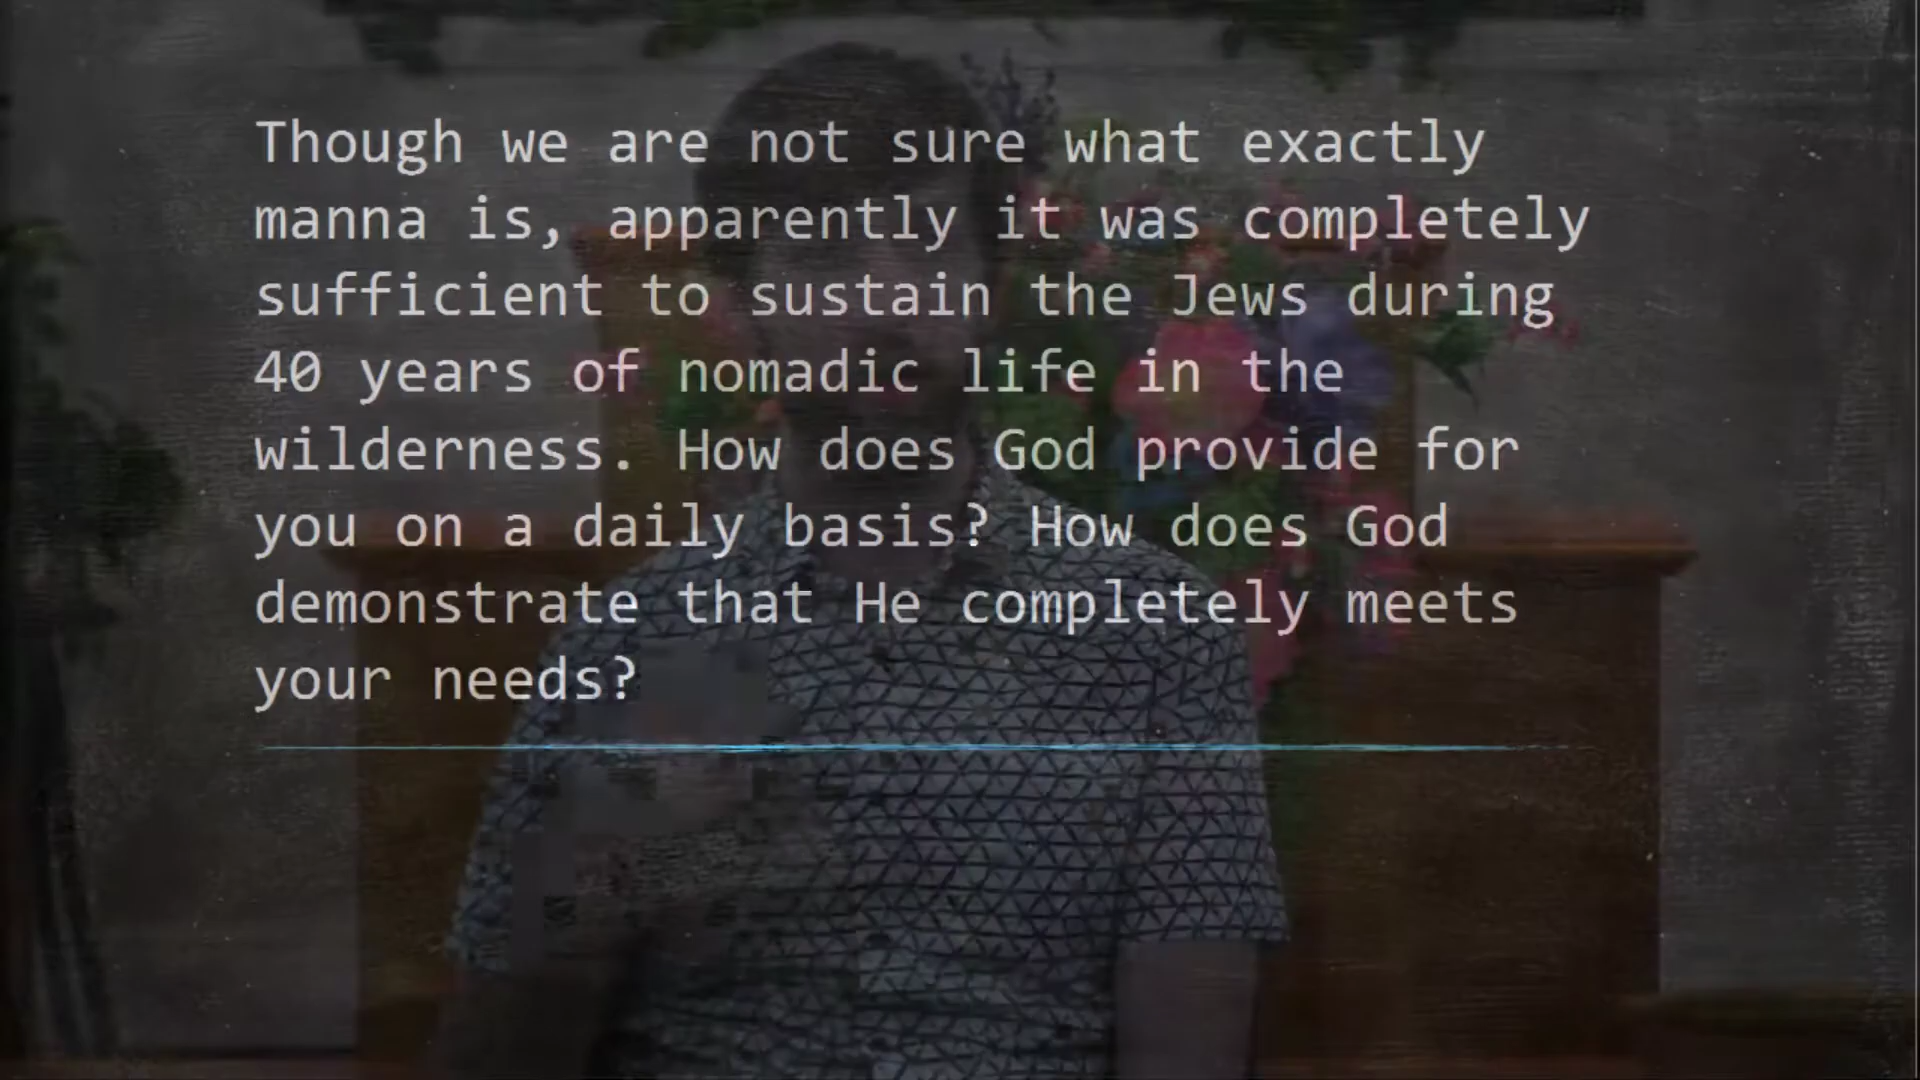 Though we are not sure what exactly
manna is, apparently it was completely
sufficient to sustain the Jews during
40 years of nomadic life in the
wilderness. How does God provide for
you on a daily basis? How does God
demonstrate that He completely meets
your needs?